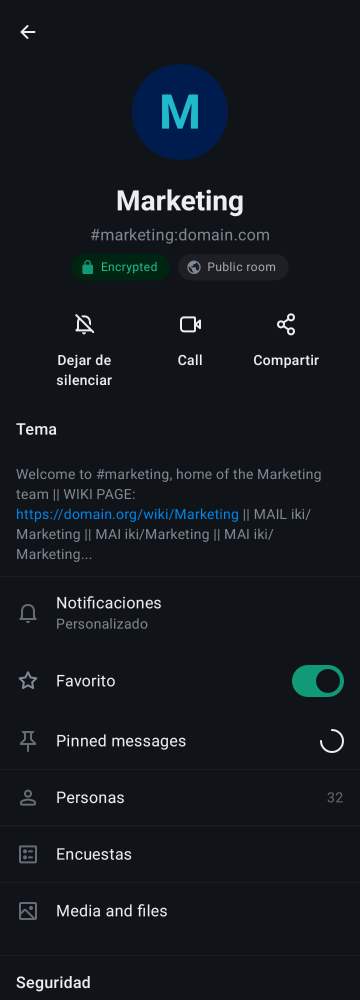 M
Marketing
#marketing:domain.com
Encrypted
Public room
Dejar de
silenciar
Call
Compartir
Tema
Welcome to #marketing, home of the Marketing
team || WIKI PAGE:
https://domain.org/wiki/Marketing || MAIL iki/
Marketing || MAI iki/Marketing || MAI iki/
Marketing...
Notificaciones
Personalizado
Favorito
Pinned messages
Personas 32
Encuestas
Media and files
Seguridad